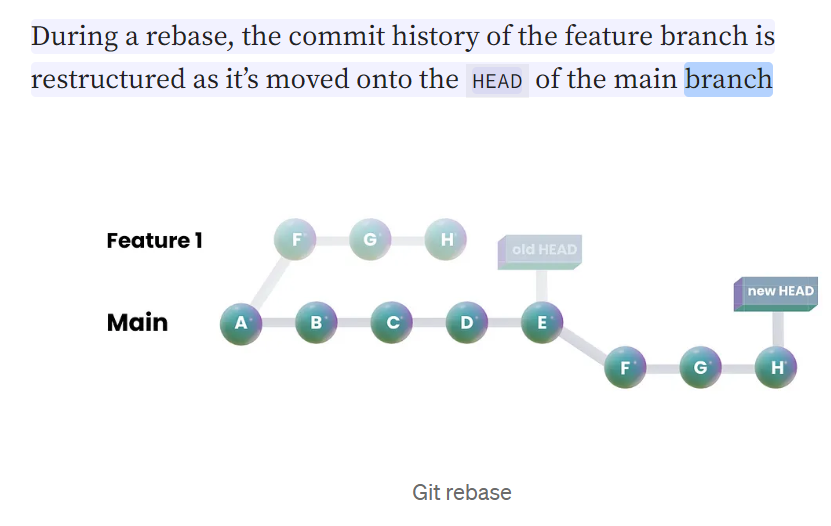 During a rebase, the commit history of the feature branch is
restructured as it’s moved onto the HEAD of the main branch
Feature 1
F G H
old HEAD
new HEAD
Main
A B C D E
F G H
Git rebase